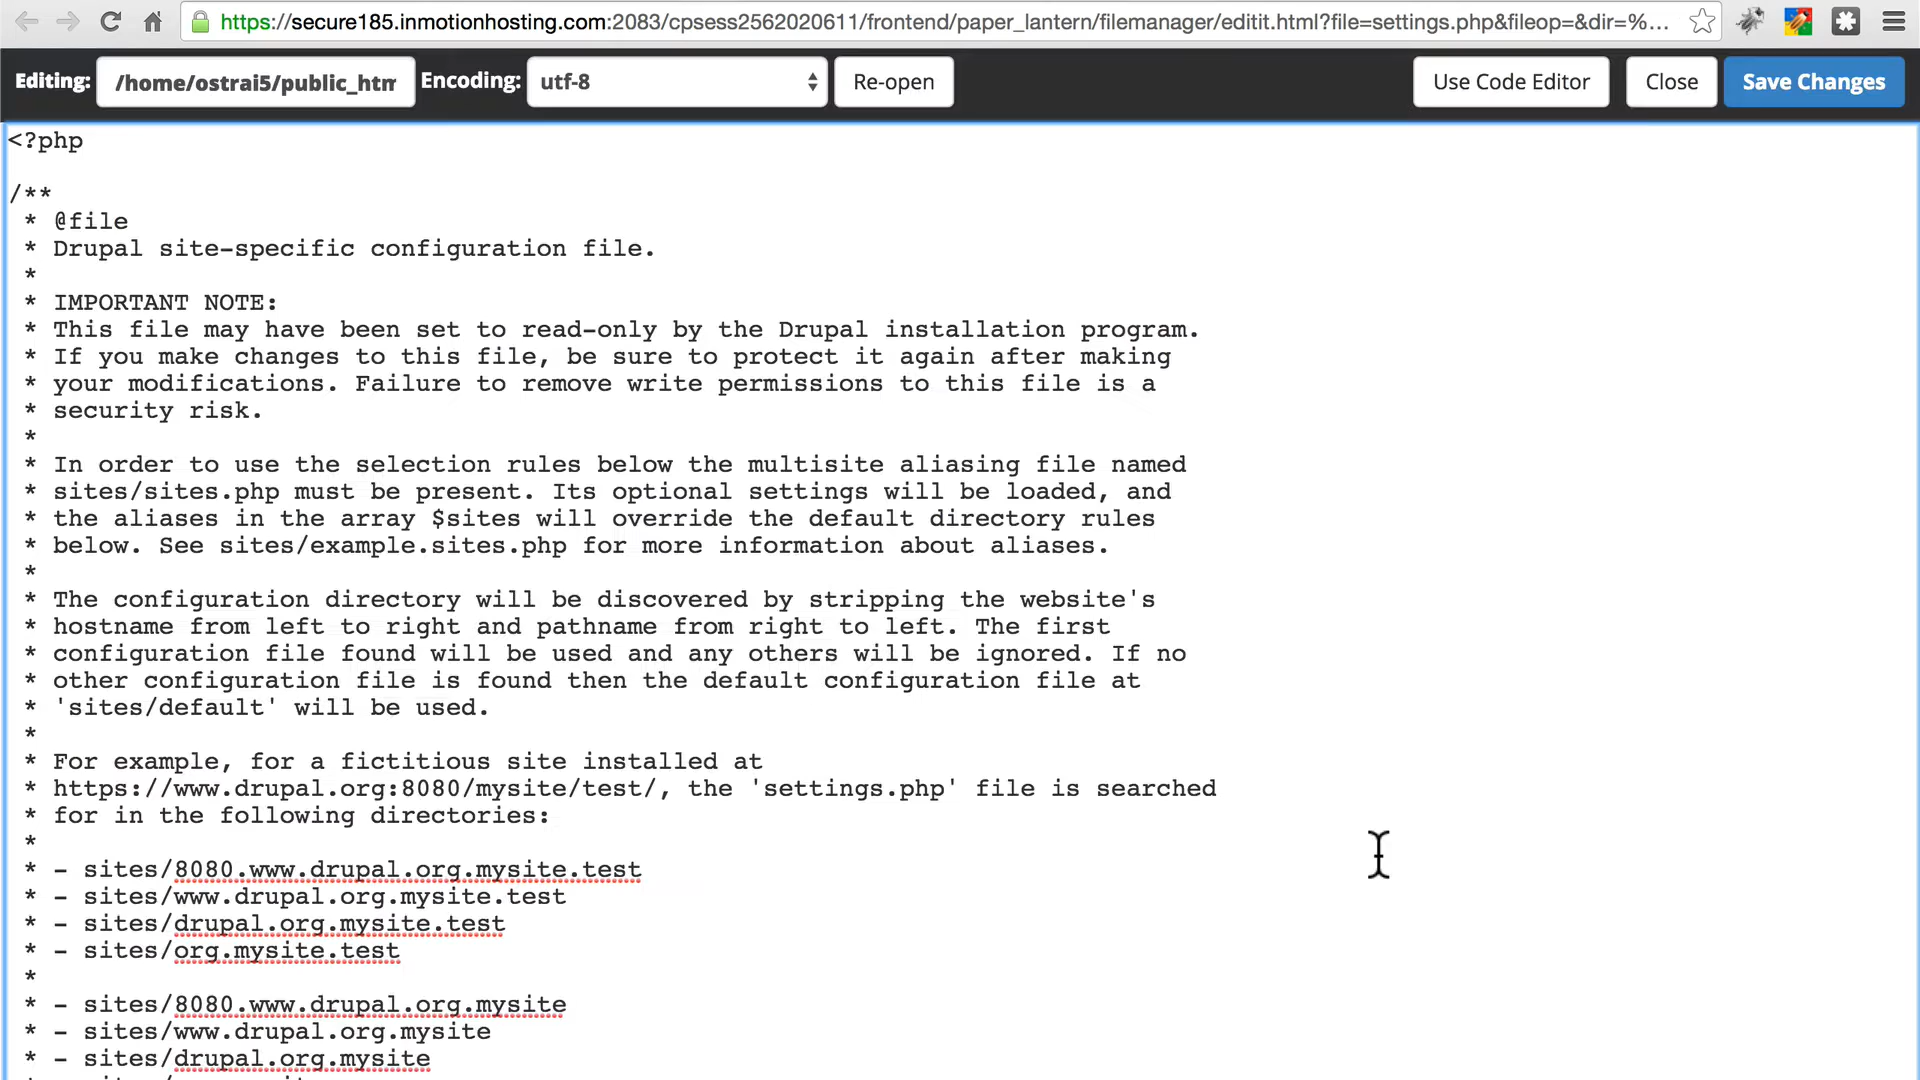 https://secure185.inmotionhosting.com:2083/cpsess2562020611/frontend/paper_lantern/filemanager/editit.html?file=settings.php&fileop=&dir=%...
Editing: /home/ostrai5/public_htm Encoding: utf-8 Re-open Use Code Editor Close Save Changes
<?php
/**
* @file
* Drupal site-specific configuration file.
*
* IMPORTANT NOTE:
* This file may have been set to read-only by the Drupal installation program.
* If you make changes to this file, be sure to protect it again after making
* your modifications. Failure to remove write permissions to this file is a
* security risk.
*
* In order to use the selection rules below the multisite aliasing file named
* sites/sites.php must be present. Its optional settings will be loaded, and
* the aliases in the array $sites will override the default directory rules
* below. See sites/example.sites.php for more information about aliases.
*
* The configuration directory will be discovered by stripping the website's
* hostname from left to right and pathname from right to left. The first
* configuration file found will be used and any others will be ignored. If no
* other configuration file is found then the default configuration file at
* 'sites/default' will be used.
*
* For example, for a fictitious site installed at
* https://www.drupal.org:8080/mysite/test/, the 'settings.php' file is searched
* for in the following directories:
*
* - sites/8080.www.drupal.org.mysite.test
* - sites/www.drupal.org.mysite.test
* - sites/drupal.org.mysite.test
* - sites/org.mysite.test
*
* - sites/8080.www.drupal.org.mysite
* - sites/www.drupal.org.mysite
* - sites/drupal.org.mysite